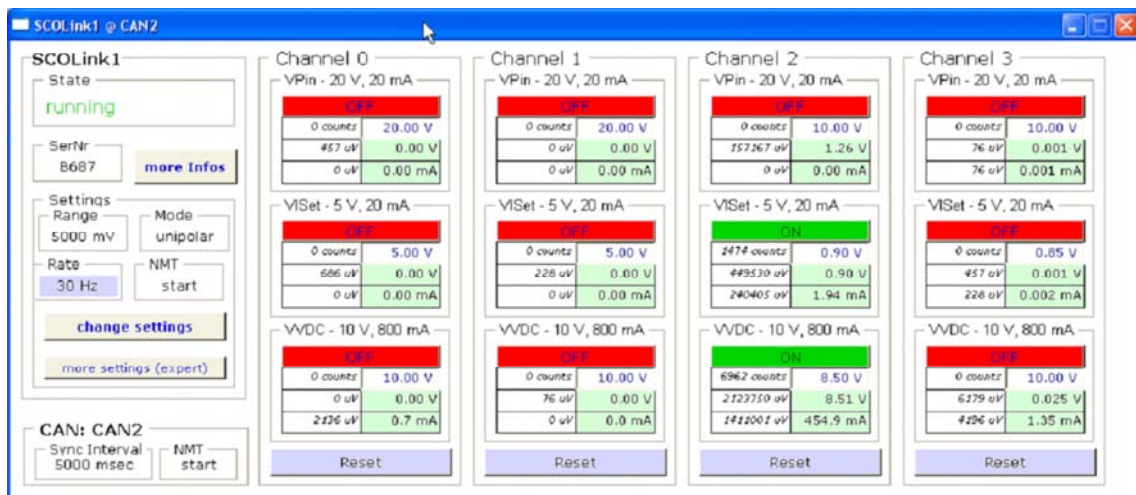 SCOLink1 @ CAN2
SCOLink1
State
running
SerNr
B687
more Infos
Settings
Range
5000 mV
Mode
unipolar
Rate
30 Hz
NMT
start
change settings
more settings (expert)
CAN: CAN2
Sync Interval
5000 msec
NMT
start
Channel 0
VPin - 20 V, 20 mA
OFF
0 counts 20.00 V
457 uV 0.00 V
0 uV 0.00 mA
VISet - 5 V, 20 mA
OFF
0 counts 5.00 V
686 uV 0.00 V
0 uV 0.00 mA
VVDC - 10 V, 800 mA
OFF
0 counts 10.00 V
0 uV 0.00 V
2136 uV 0.7 mA
Reset
Channel 1
VPin - 20 V, 20 mA
OFF
0 counts 20.00 V
0 uV 0.00 V
0 uV 0.00 mA
VISet - 5 V, 20 mA
OFF
0 counts 5.00 V
228 uV 0.00 V
0 uV 0.00 mA
VVDC - 10 V, 800 mA
OFF
0 counts 10.00 V
76 uV 0.00 V
0 uV 0.0 mA
Reset
Channel 2
VPin - 20 V, 20 mA
OFF
0 counts 10.00 V
157167 uV 1.26 V
0 uV 0.00 mA
VISet - 5 V, 20 mA
ON
1474 counts 0.90 V
449530 uV 0.90 V
240405 uV 1.94 mA
VVDC - 10 V, 800 mA
ON
6962 counts 8.50 V
2123750 uV 8.51 V
1411001 uV 454.9 mA
Reset
Channel 3
VPin - 20 V, 20 mA
OFF
0 counts 10.00 V
76 uV 0.001 V
76 uV 0.001 mA
VISet - 5 V, 20 mA
OFF
0 counts 0.85 V
457 uV 0.001 V
228 uV 0.002 mA
VVDC - 10 V, 800 mA
OFF
0 counts 10.00 V
6179 uV 0.025 V
4196 uV 1.35 mA
Reset